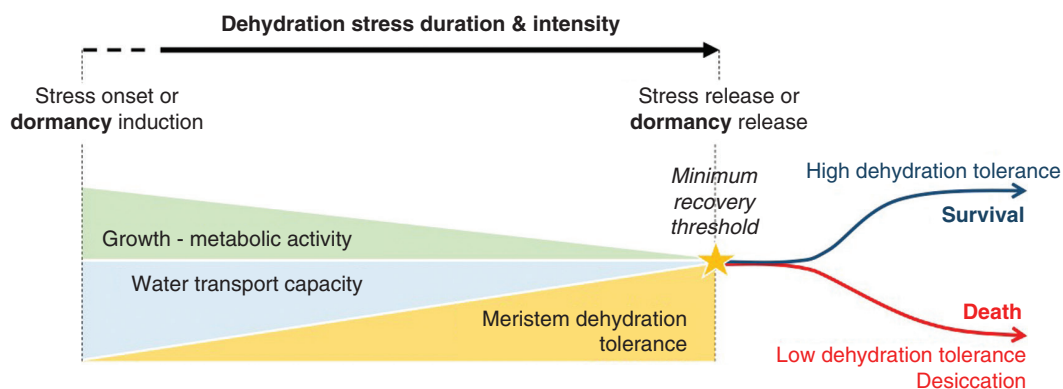 Dehydration stress duration & intensity
Stress onset or
dormancy induction
Stress release or
dormancy release
Minimum
recovery
threshold
High dehydration tolerance
Survival
Growth - metabolic activity
Water transport capacity
Meristem dehydration
tolerance
Death
Low dehydration tolerance
Desiccation